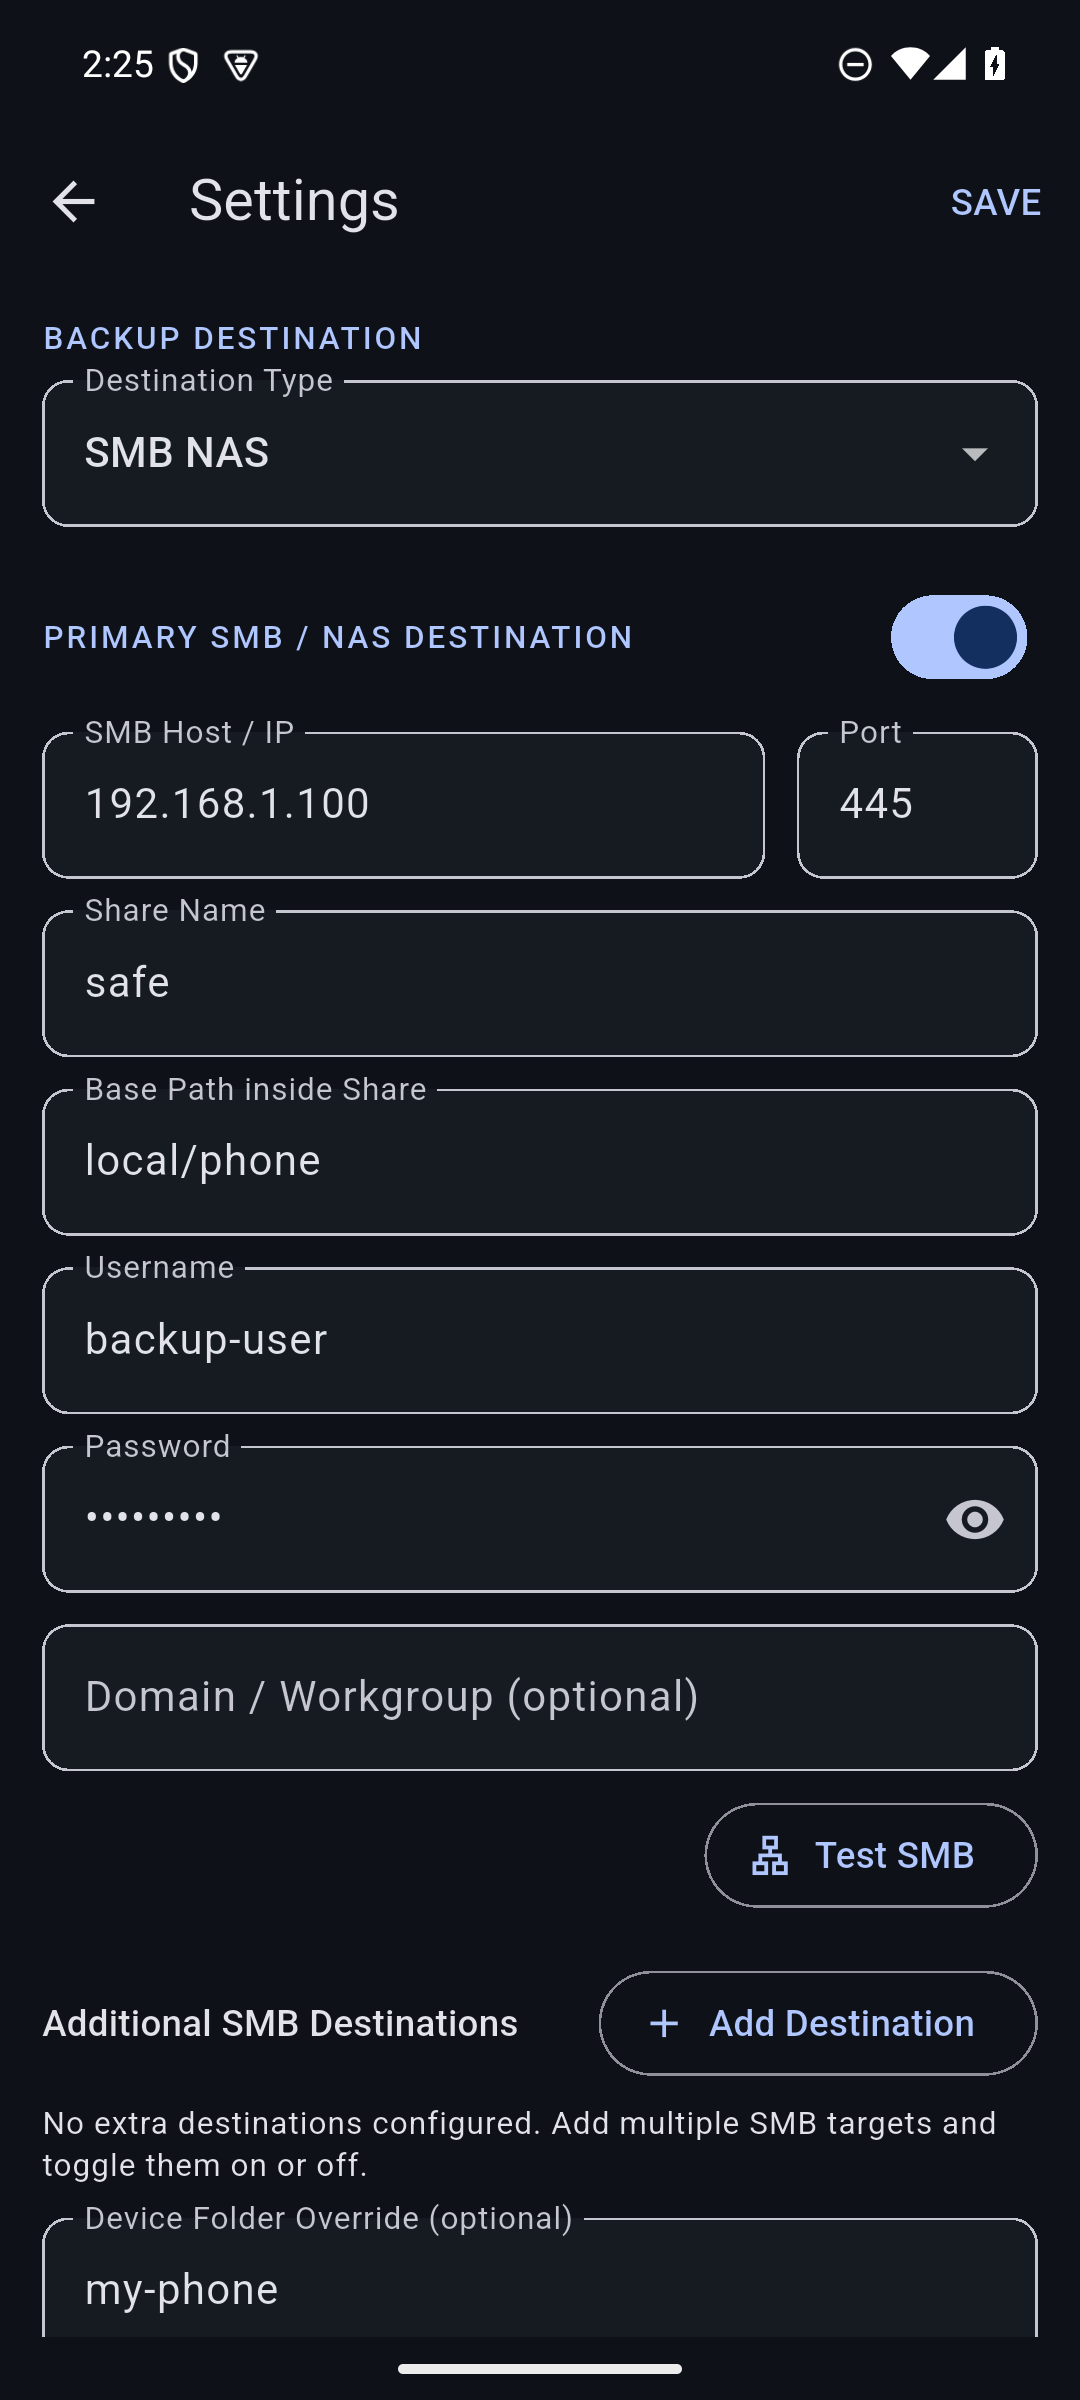 2:25
Settings
SAVE
BACKUP DESTINATION
Destination Type
SMB NAS
PRIMARY SMB / NAS DESTINATION
SMB Host / IP
192.168.1.100
Port
445
Share Name
safe
Base Path inside Share
local/phone
Username
backup-user
Password
•••••••••
Domain / Workgroup (optional)
Test SMB
Additional SMB Destinations
Add Destination
No extra destinations configured. Add multiple SMB targets and
toggle them on or off.
Device Folder Override (optional)
my-phone